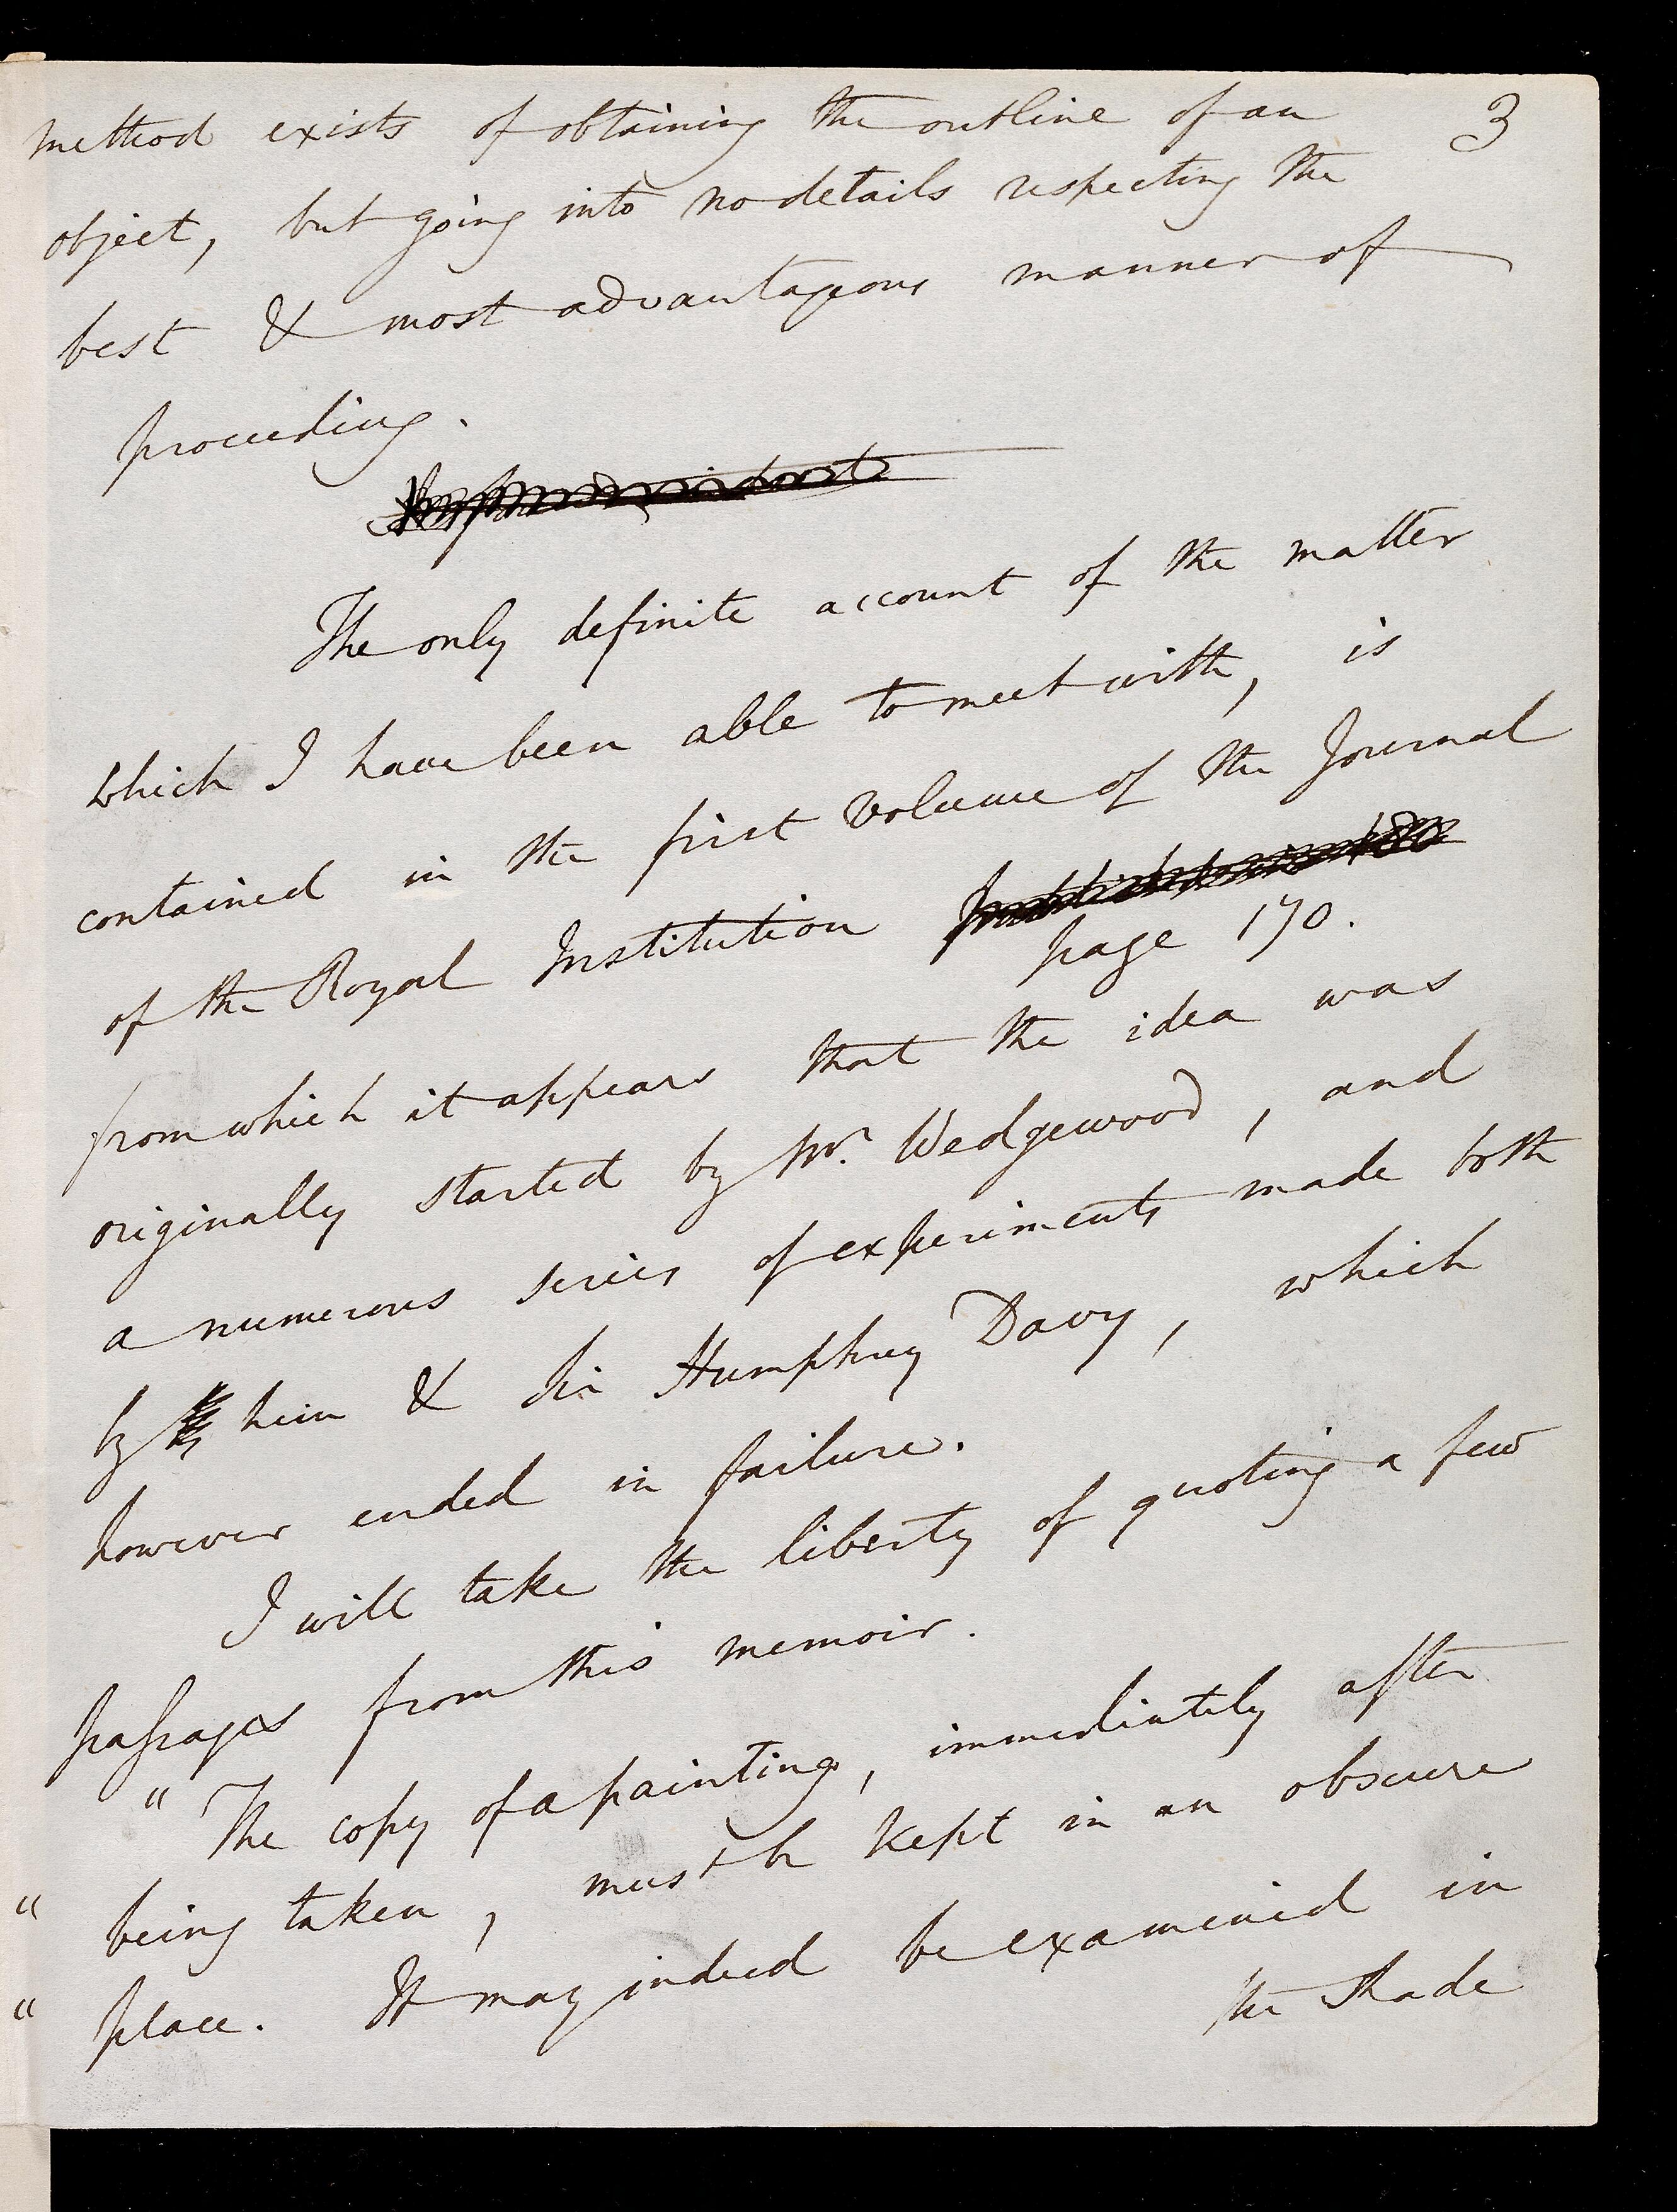 3
method exists of obtaining the outline of an
object, but going into no details respecting the
best & most advantageous manner of
proceeding.
The only definite account of the matter
which I have been able to meet with, is
contained in the first volume of the Journal
of the Royal Institution
page 170.
from which it appears that the idea was
originally started by Mr. Wedgewood, and
a numerous series of experiments made both
by him & Sir Humphrey Davy, which
however ended in failure.
I will take the liberty of quoting a few
passages from this memoir.
" The copy of a painting, immediately after
" being taken, must be kept in an obscure
" place. It may indeed be examined in
the shade